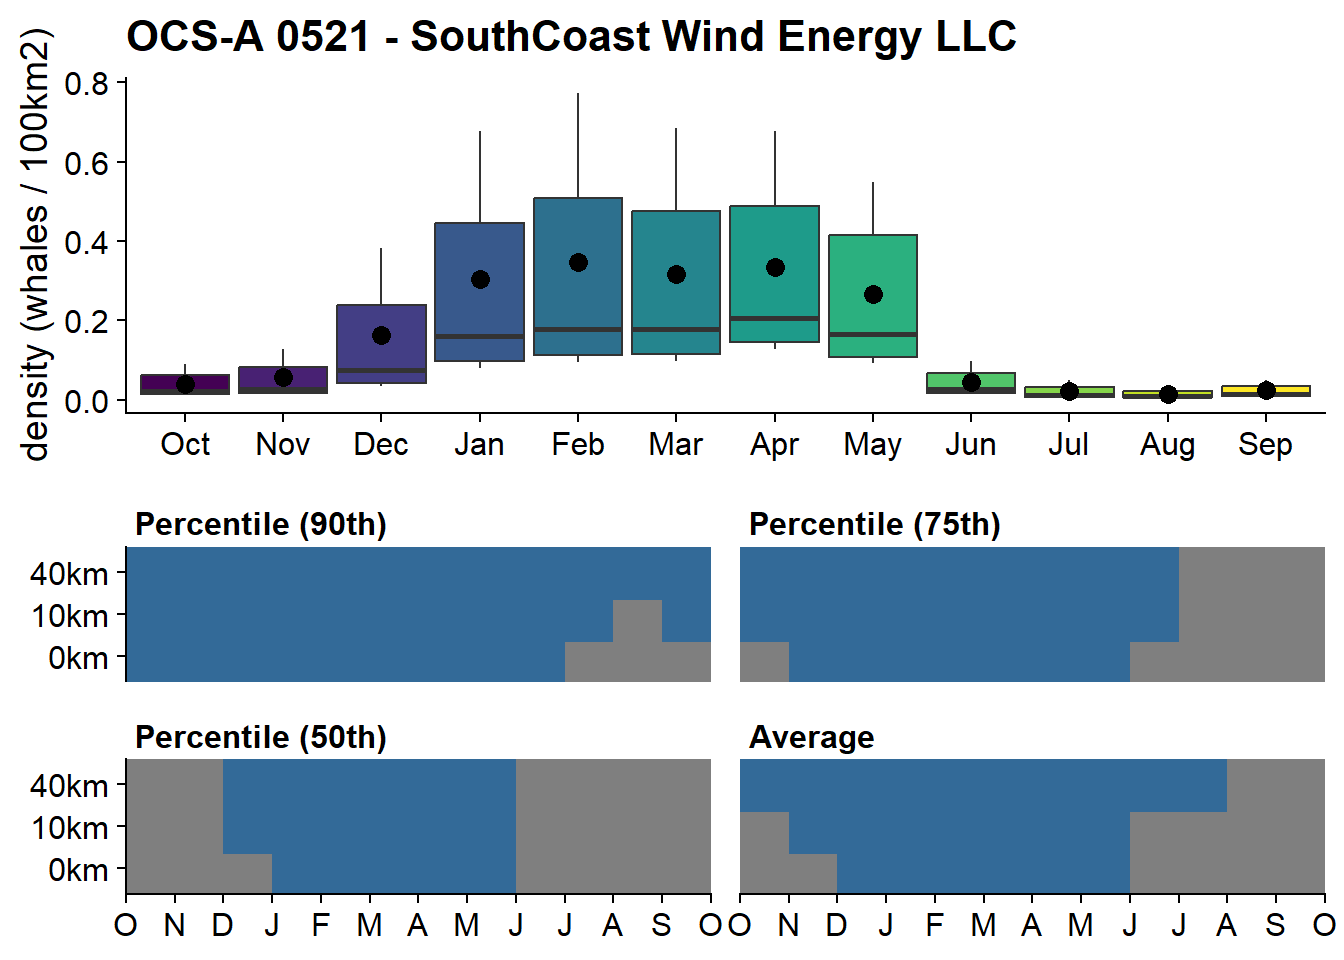 OCS-A 0521 - SouthCoast Wind Energy LLC
density (whales / 100km2)
0.8
0.6
0.4
0.2
0.0
Oct Nov Dec Jan Feb Mar Apr May Jun Jul Aug Sep
Percentile (90th) Percentile (75th)
40km
10km
0km
Percentile (50th) Average
40km
10km
0km
O N D J F M A M J J A S O O N D J F M A M J J A S O